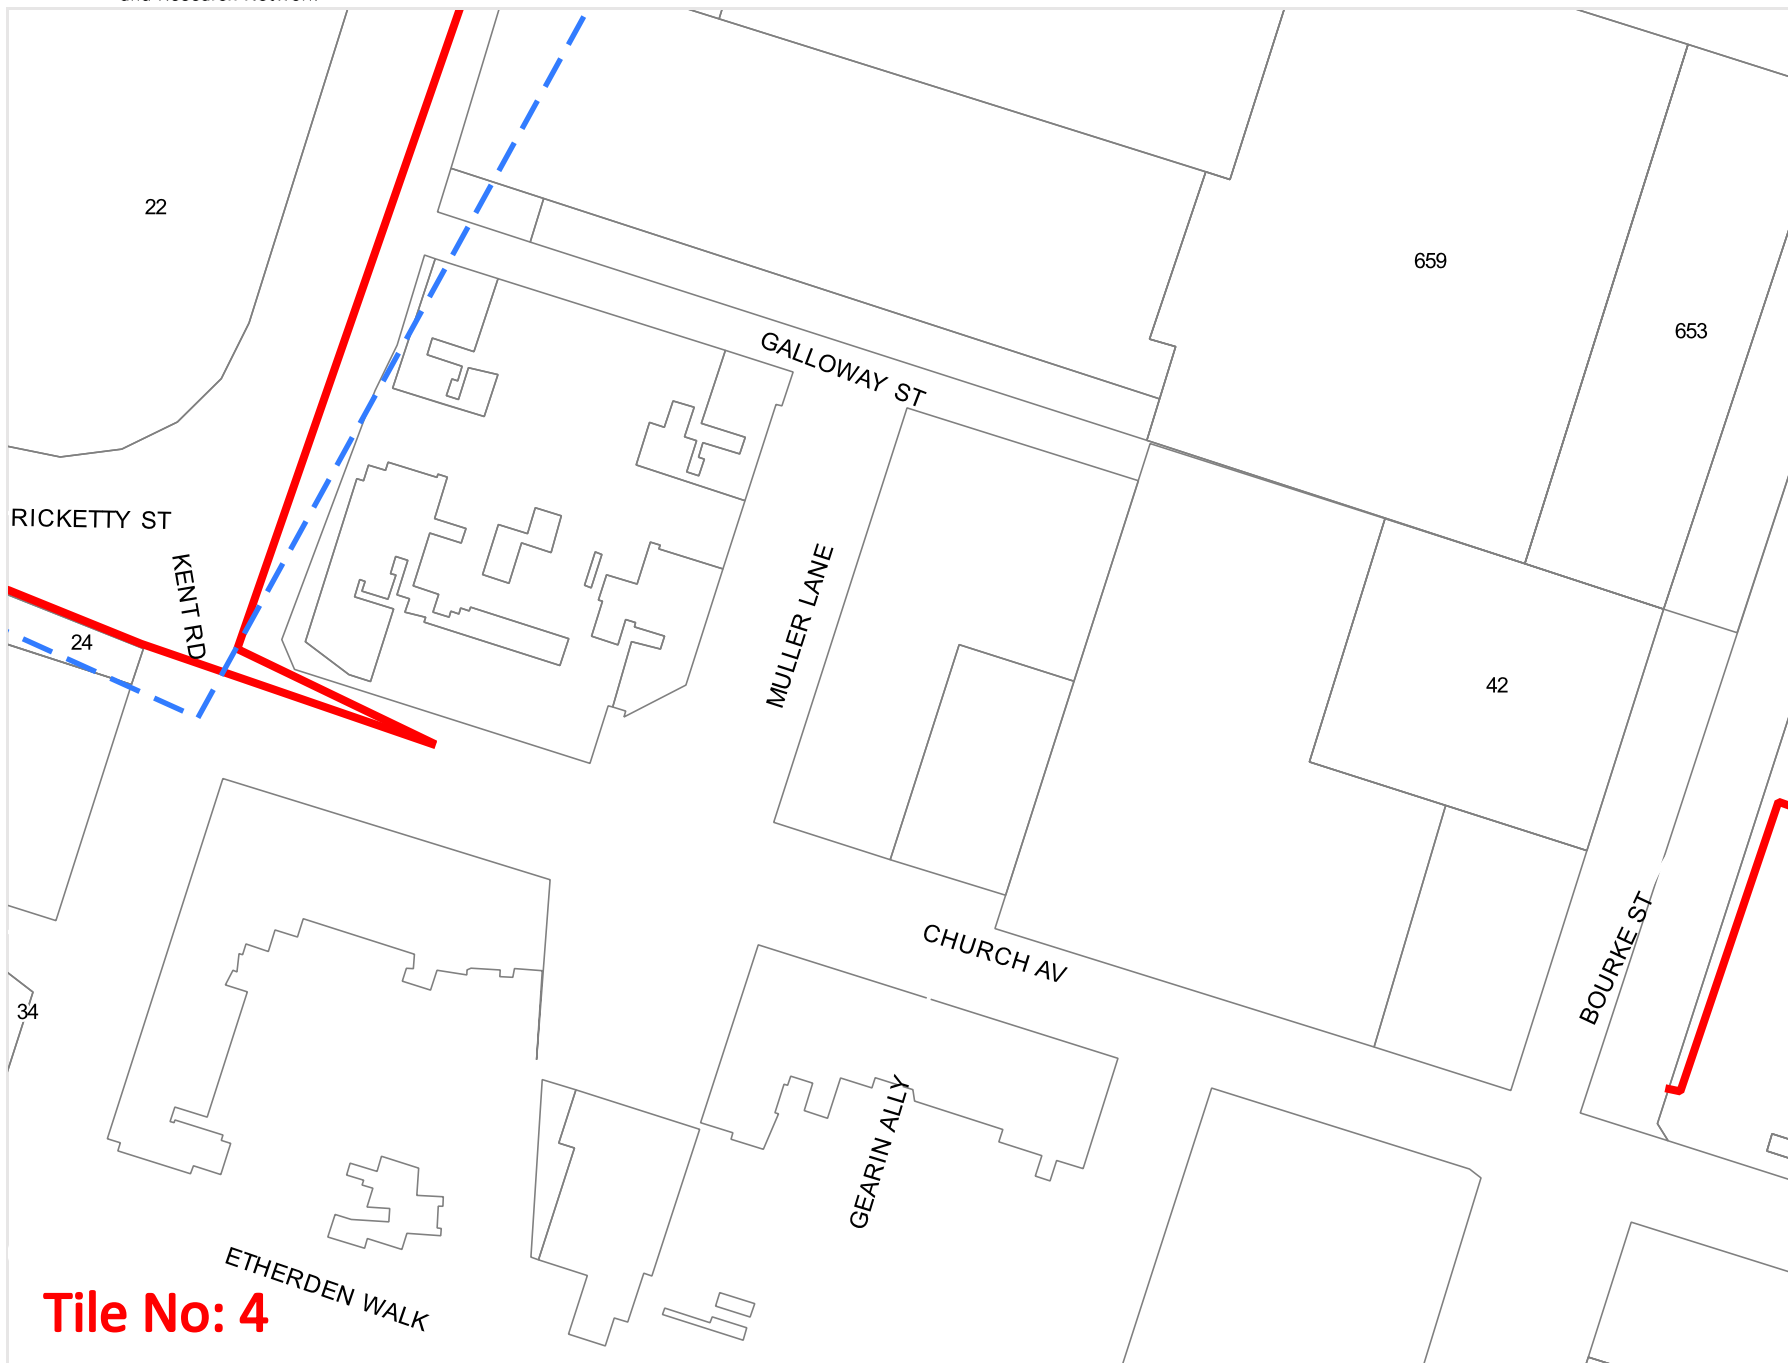 22
659
653
GALLOWAY ST
RICKETTY ST
KENT RD
24
MULLER LANE
42
CHURCH AV
BOURKE ST
34
GEARIN ALLY
ETHERDEN WALK
Tile No: 4